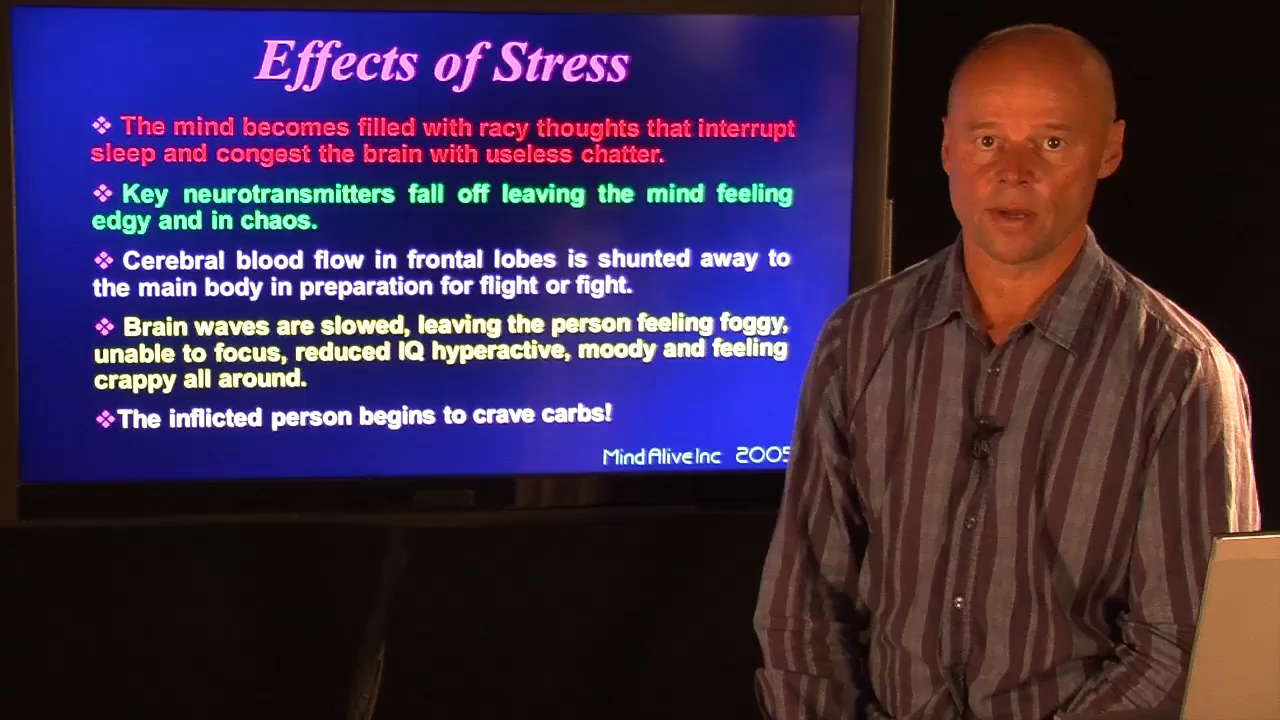 Effects of Stress
❖ The mind becomes filled with racy thoughts that interrupt
sleep and congest the brain with useless chatter.
❖ Key neurotransmitters fall off leaving the mind feeling
edgy and in chaos.
❖ Cerebral blood flow in frontal lobes is shunted away to
the main body in preparation for flight or fight.
❖ Brain waves are slowed, leaving the person feeling foggy,
unable to focus, reduced IQ hyperactive, moody and feeling
crappy all around.
❖The inflicted person begins to crave carbs!
Mind Alive Inc 2005